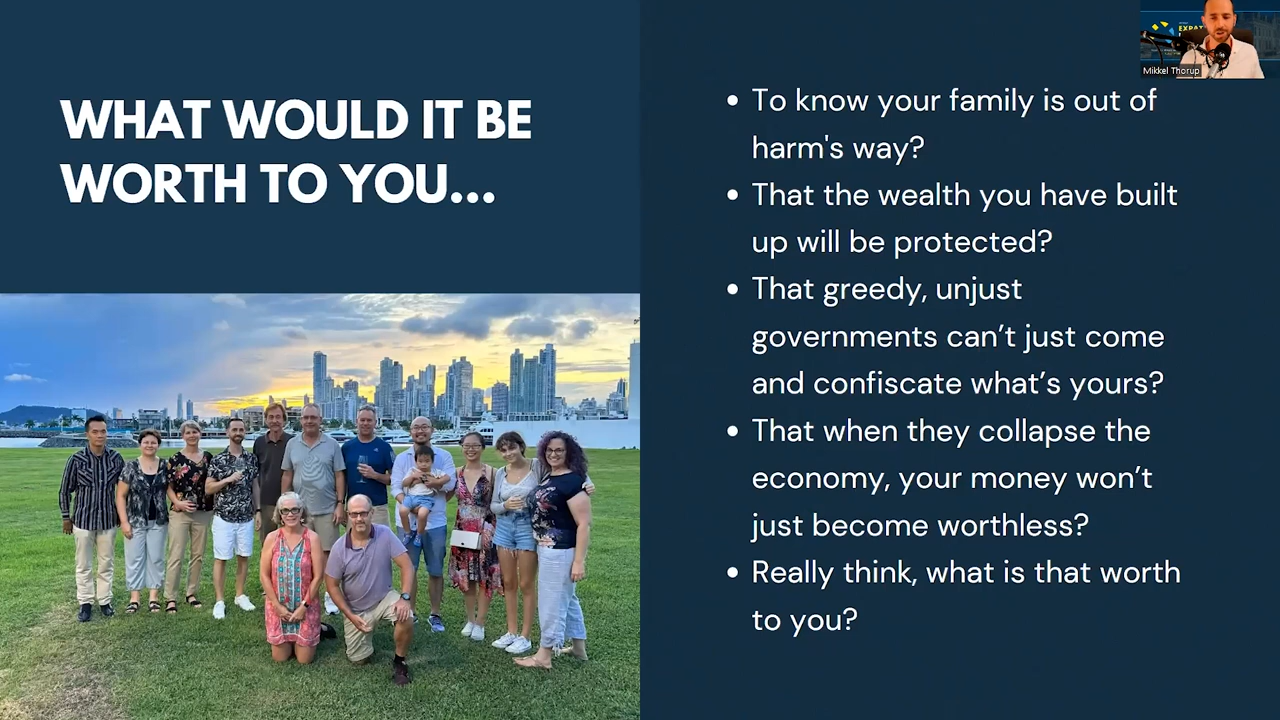 WHAT WOULD IT BE
WORTH TO YOU...
• To know your family is out of
harm's way?
• That the wealth you have built
up will be protected?
• That greedy, unjust
governments can’t just come
and confiscate what’s yours?
• That when they collapse the
economy, your money won’t
just become worthless?
• Really think, what is that worth
to you?
Mikkel Thorup